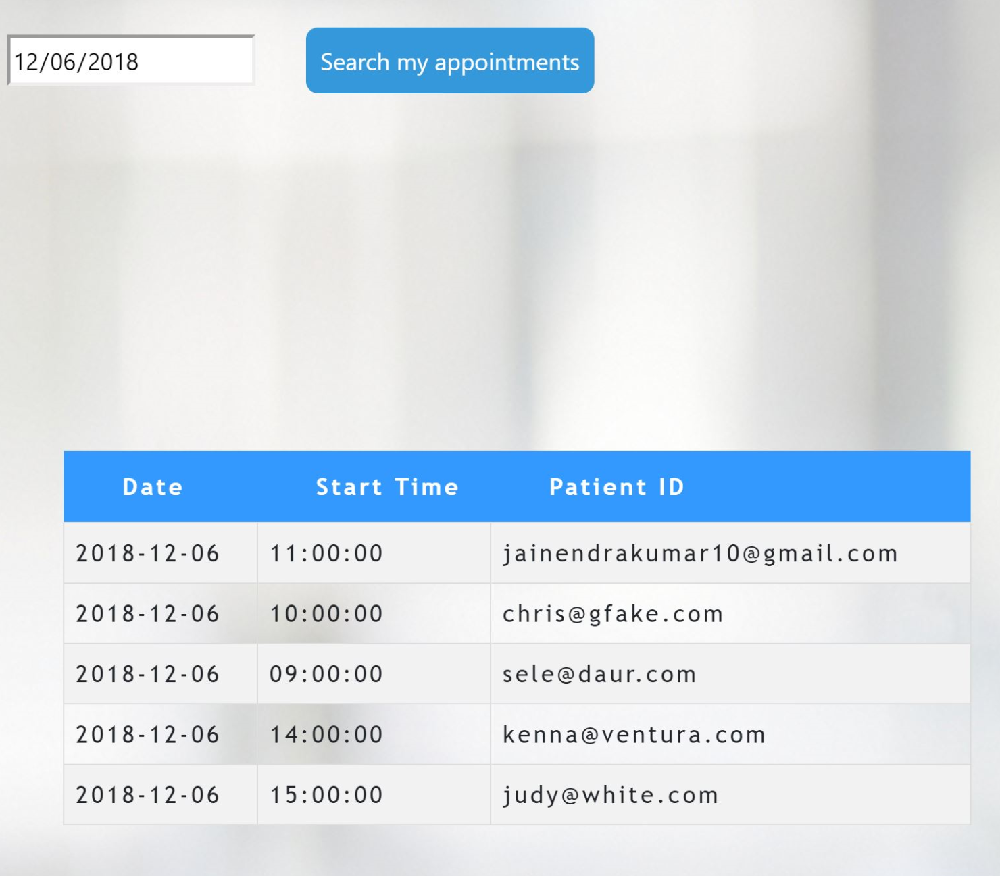 12/06/2018 Search my appointments
Date Start Time Patient ID
2018-12-06 11:00:00 jainendrakumar10@gmail.com
2018-12-06 10:00:00 chris@gfake.com
2018-12-06 09:00:00 sele@daur.com
2018-12-06 14:00:00 kenna@ventura.com
2018-12-06 15:00:00 judy@white.com